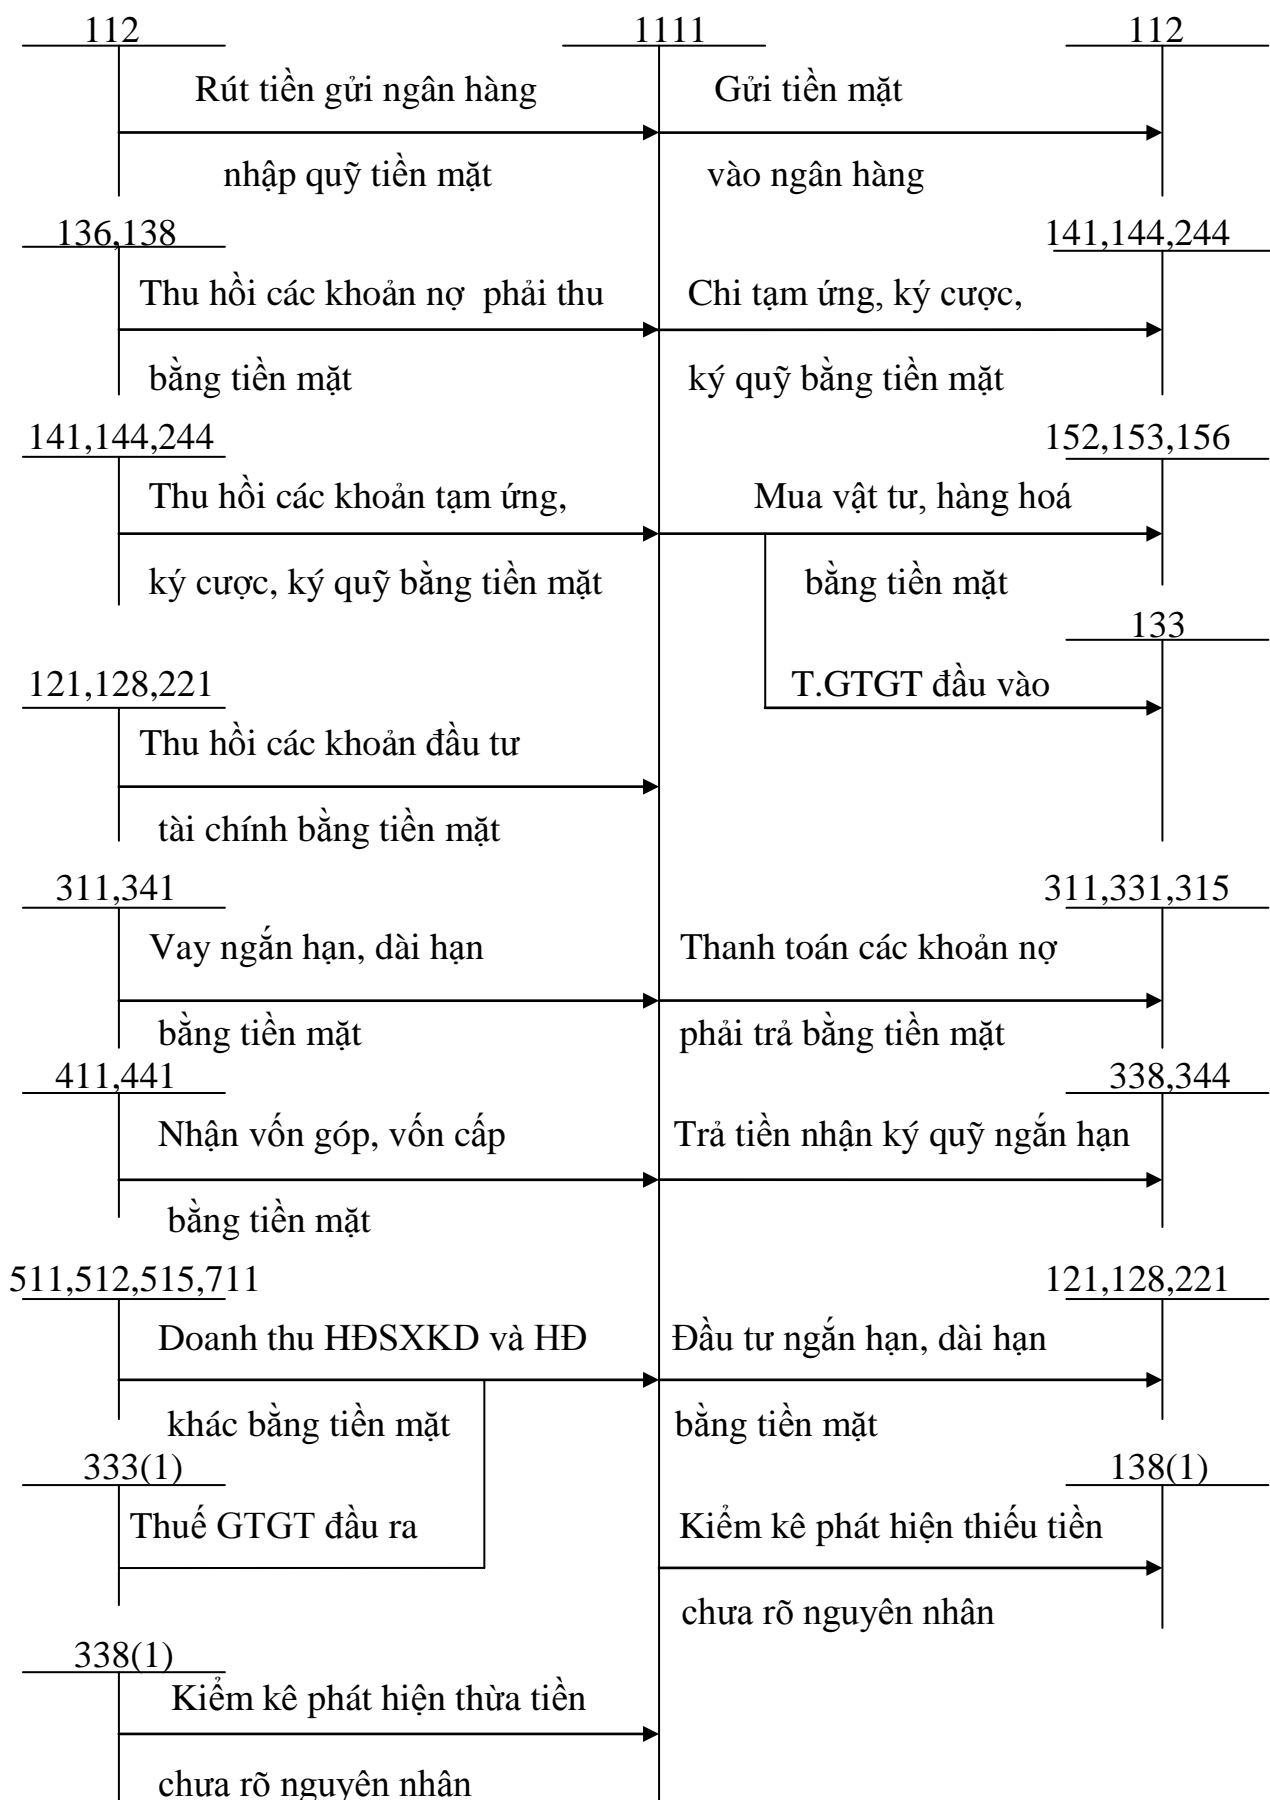 112 1111 112
Rút tiền gửi ngân hàng Gửi tiền mặt
nhập quỹ tiền mặt vào ngân hàng
136,138 141,144,244
Thu hồi các khoản nợ phải thu Chi tạm ứng, ký cược,
bằng tiền mặt ký quỹ bằng tiền mặt
141,144,244 152,153,156
Thu hồi các khoản tạm ứng, Mua vật tư, hàng hoá
ký cược, ký quỹ bằng tiền mặt bằng tiền mặt
133
121,128,221 T.GTGT đầu vào
Thu hồi các khoản đầu tư
tài chính bằng tiền mặt
311,341 311,331,315
Vay ngắn hạn, dài hạn Thanh toán các khoản nợ
bằng tiền mặt phải trả bằng tiền mặt
411,441 338,344
Nhận vốn góp, vốn cấp Trả tiền nhận ký quỹ ngắn hạn
bằng tiền mặt
511,512,515,711 121,128,221
Doanh thu HĐSXKD và HĐ Đầu tư ngắn hạn, dài hạn
khác bằng tiền mặt bằng tiền mặt
333(1) 138(1)
Thuế GTGT đầu ra Kiểm kê phát hiện thiếu tiền
chưa rõ nguyên nhân
338(1)
Kiểm kê phát hiện thừa tiền
chưa rõ nguyên nhân